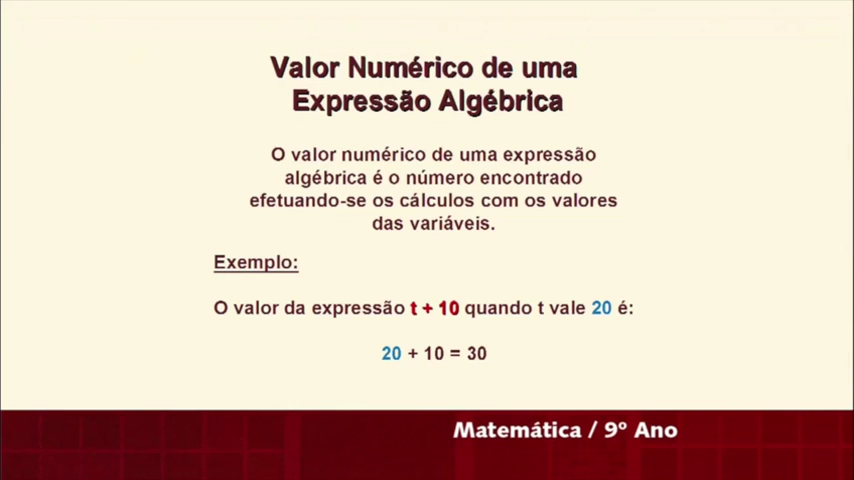 Valor Numérico de uma
Expressão Algébrica
O valor numérico de uma expressão
algébrica é o número encontrado
efetuando-se os cálculos com os valores
das variáveis.
Exemplo:
O valor da expressão t + 10 quando t vale 20 é:
20 + 10 = 30
Matemática / 9º Ano